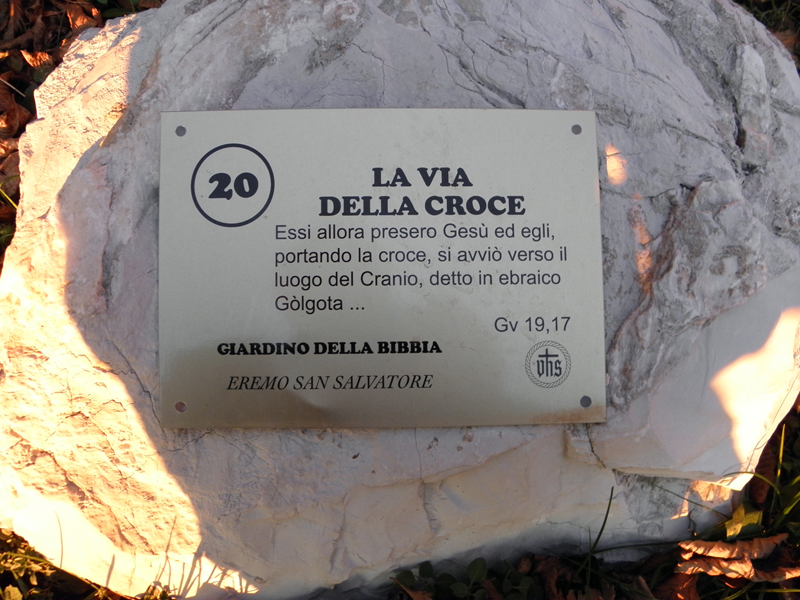 20
LA VIA
DELLA CROCE
Essi allora presero Gesù ed egli,
portando la croce, si avviò verso il
luogo del Cranio, detto in ebraico
Gòlgota ...
Gv 19,17
GIARDINO DELLA BIBBIA
EREMO SAN SALVATORE
yhs